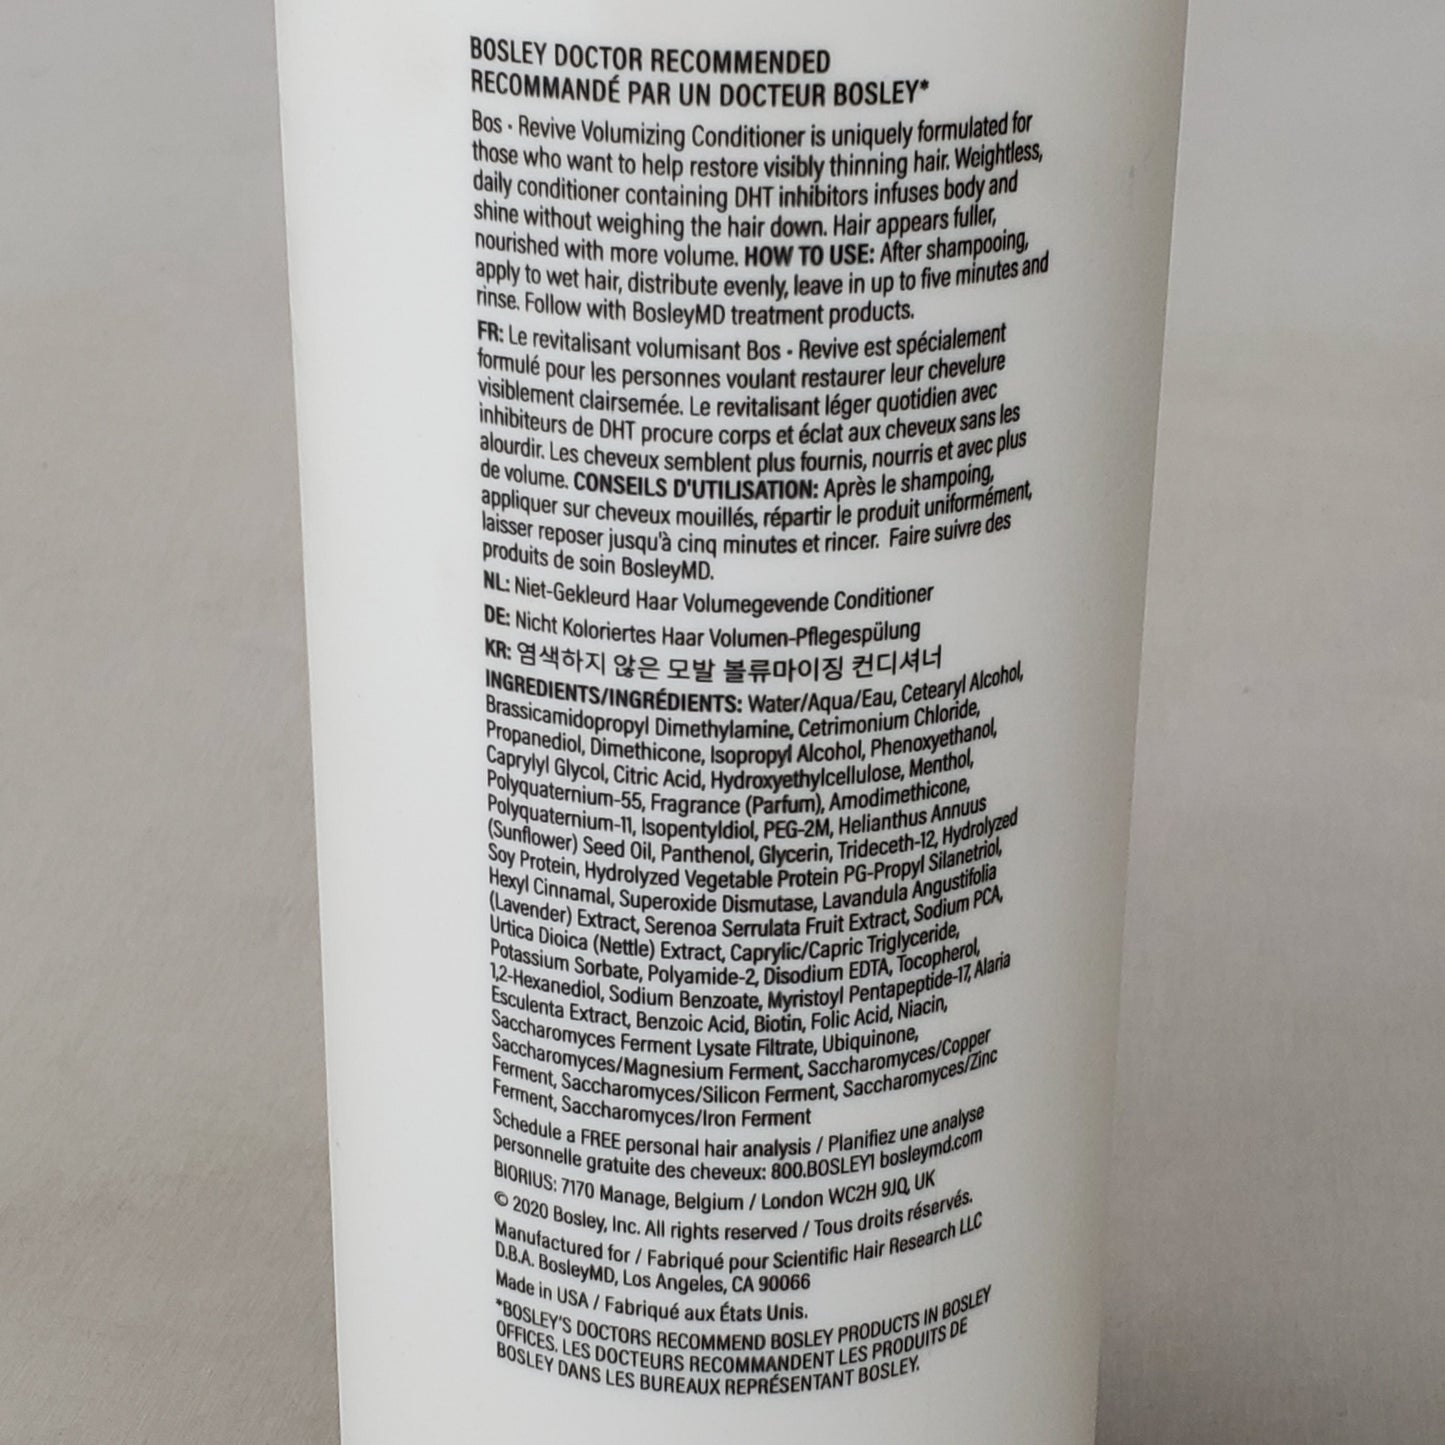 BOSLEY DOCTOR RECOMMENDED
RECOMMANDÉ PAR UN DOCTEUR BOSLEY*
Bos · Revive Volumizing Conditioner is uniquely formulated for
those who want to help restore visibly thinning hair. Weightless,
daily conditioner containing DHT inhibitors infuses body and
shine without weighing the hair down. Hair appears fuller,
nourished with more volume. HOW TO USE: After shampooing,
apply to wet hair, distribute evenly, leave in up to five minutes and
rinse. Follow with BosleyMD treatment products.
FR: Le revitalisant volumisant Bos · Revive est spécialement
formulé pour les personnes voulant restaurer leur chevelure
visiblement clairsemée. Le revitalisant léger quotidien avec
inhibiteurs de DHT procure corps et éclat aux cheveux sans les
alourdir. Les cheveux semblent plus fournis, nourris et avec plus
de volume. CONSEILS D'UTILISATION: Après le shampoing,
appliquer sur cheveux mouillés, répartir le produit uniformément,
laisser reposer jusqu'à cinq minutes et rincer. Faire suivre des
produits de soin BosleyMD.
NL: Niet-Gekleurd Haar Volumegevende Conditioner
DE: Nicht Koloriertes Haar Volumen-Pflegespülung
KR: 염색하지 않은 모발 볼류마이징 컨디셔너
INGREDIENTS/INGRÉDIENTS: Water/Aqua/Eau, Cetearyl Alcohol,
Brassicamidopropyl Dimethylamine, Cetrimonium Chloride,
Propanediol, Dimethicone, Isopropyl Alcohol, Phenoxyethanol,
Caprylyl Glycol, Citric Acid, Hydroxyethylcellulose, Menthol,
Polyquaternium-55, Fragrance (Parfum), Amodimethicone,
Polyquaternium-11, Isopentyldiol, PEG-2M, Helianthus Annuus
(Sunflower) Seed Oil, Panthenol, Glycerin, Trideceth-12, Hydrolyzed
Soy Protein, Hydrolyzed Vegetable Protein PG-Propyl Silanetriol,
Hexyl Cinnamal, Superoxide Dismutase, Lavandula Angustifolia
(Lavender) Extract, Serenoa Serrulata Fruit Extract, Sodium PCA,
Urtica Dioica (Nettle) Extract, Caprylic/Capric Triglyceride,
Potassium Sorbate, Polyamide-2, Disodium EDTA, Tocopherol,
1,2-Hexanediol, Sodium Benzoate, Myristoyl Pentapeptide-17, Alaria
Esculenta Extract, Benzoic Acid, Biotin, Folic Acid, Niacin,
Saccharomyces Ferment Lysate Filtrate, Ubiquinone,
Saccharomyces/Magnesium Ferment, Saccharomyces/Copper
Ferment, Saccharomyces/Silicon Ferment, Saccharomyces/Zinc
Ferment, Saccharomyces/Iron Ferment
Schedule a FREE personal hair analysis / Planifiez une analyse
personnelle gratuite des cheveux: 800.BOSLEY1 bosleymd.com
BIORIUS: 7170 Manage, Belgium / London WC2H 9JQ, UK
© 2020 Bosley, Inc. All rights reserved / Tous droits réservés.
Manufactured for / Fabriqué pour Scientific Hair Research LLC
D.B.A. BosleyMD, Los Angeles, CA 90066
Made in USA / Fabriqué aux États Unis.
*BOSLEY'S DOCTORS RECOMMEND BOSLEY PRODUCTS IN BOSLEY
OFFICES. LES DOCTEURS RECOMMANDENT LES PRODUITS DE
BOSLEY DANS LES BUREAUX REPRÉSENTANT BOSLEY.